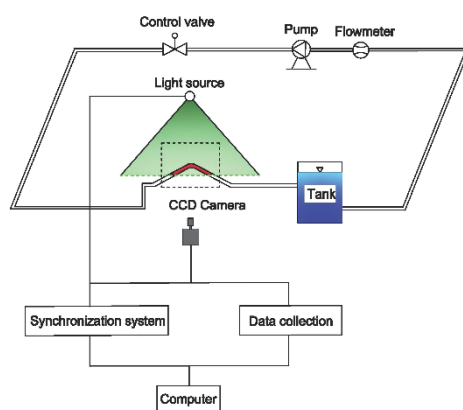 Control valve
Pump
Flowmeter
Light source
Tank
CCD Camera
Synchronization system
Data collection
Computer